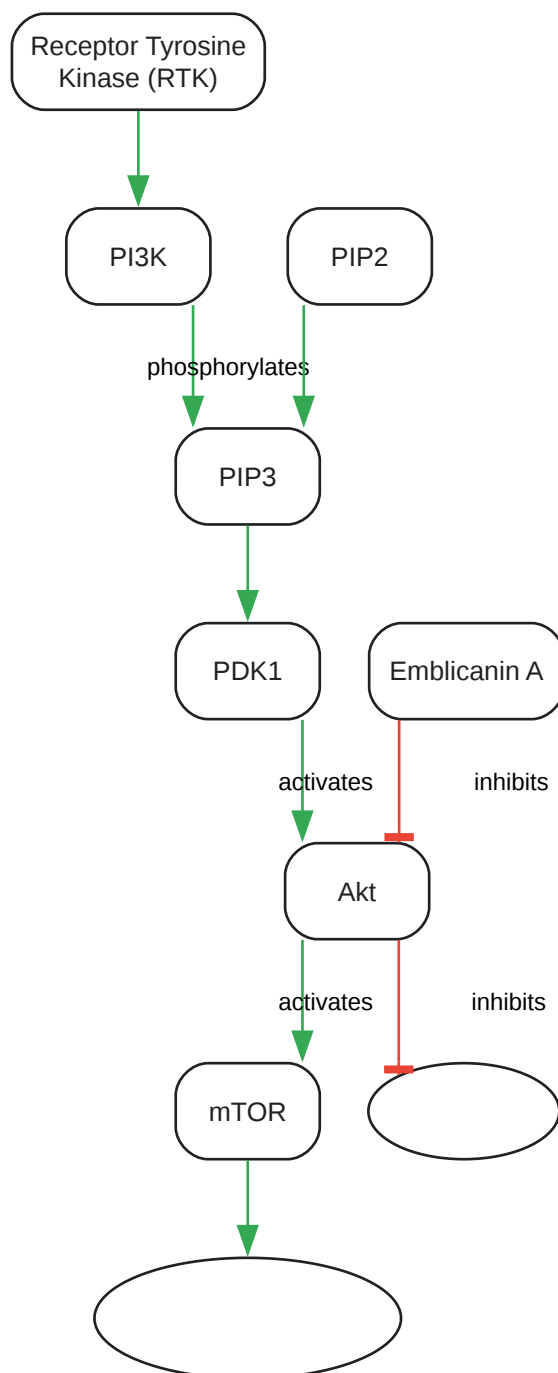 Receptor Tyrosine
Kinase (RTK)
PI3K
PIP2
phosphorylates
PIP3
PDK1
Emblicanin A
activates
inhibits
Akt
activates
inhibits
mTOR